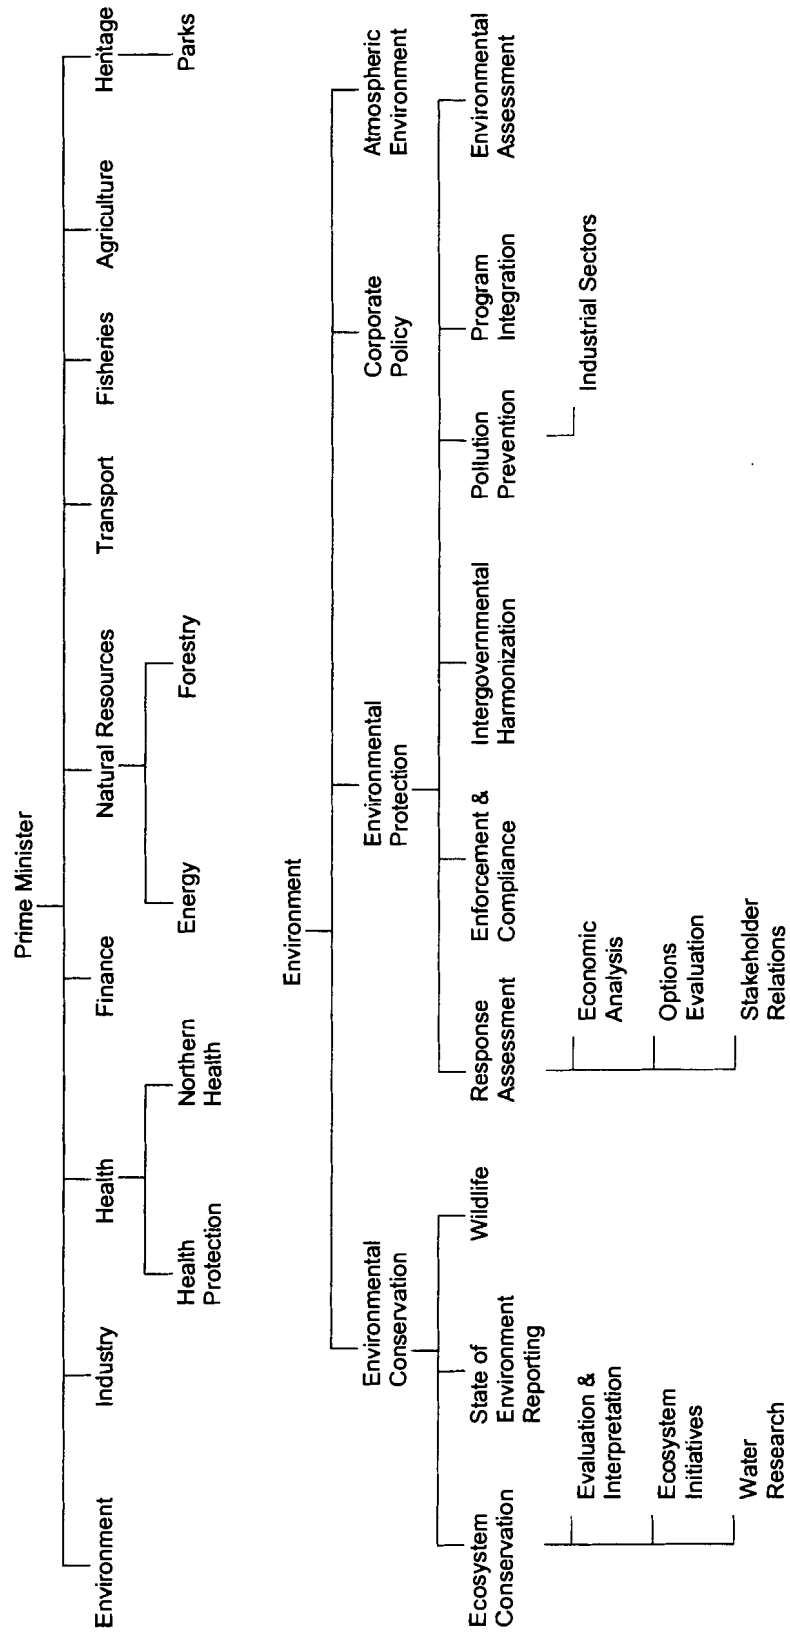 Prime Minister
Environment
Industry
Health
Finance
Natural Resources
Transport
Fisheries
Agriculture
Heritage
Health
Protection
Northern
Health
Energy
Forestry
Parks
Environment
Environmental
Conservation
Environmental
Protection
Corporate
Policy
Atmospheric
Environment
Ecosystem
Conservation
State of
Environment
Reporting
Wildlife
Response
Assessment
Enforcement &
Compliance
Intergovernmental
Harmonization
Pollution
Prevention
Program
Integration
Environmental
Assessment
Evaluation &
Interpretation
Ecosystem
Initiatives
Water
Research
Economic
Analysis
Options
Evaluation
Stakeholder
Relations
Industrial Sectors